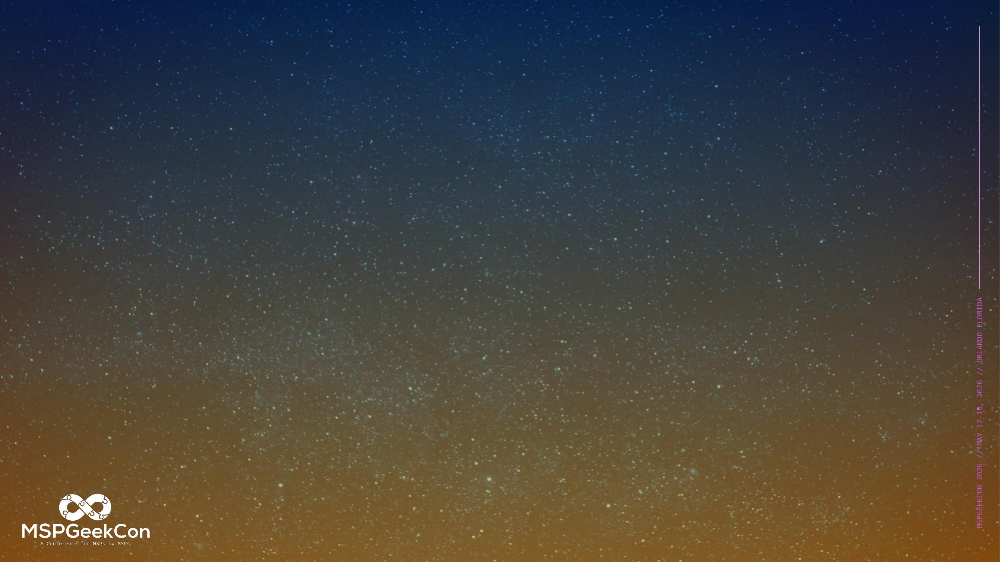 MSPGeekCon
A Conference for MSPs by MSPs
MSPGEEKCON 2026 // MAY 17-19, 2026 // ORLANDO FLORIDA